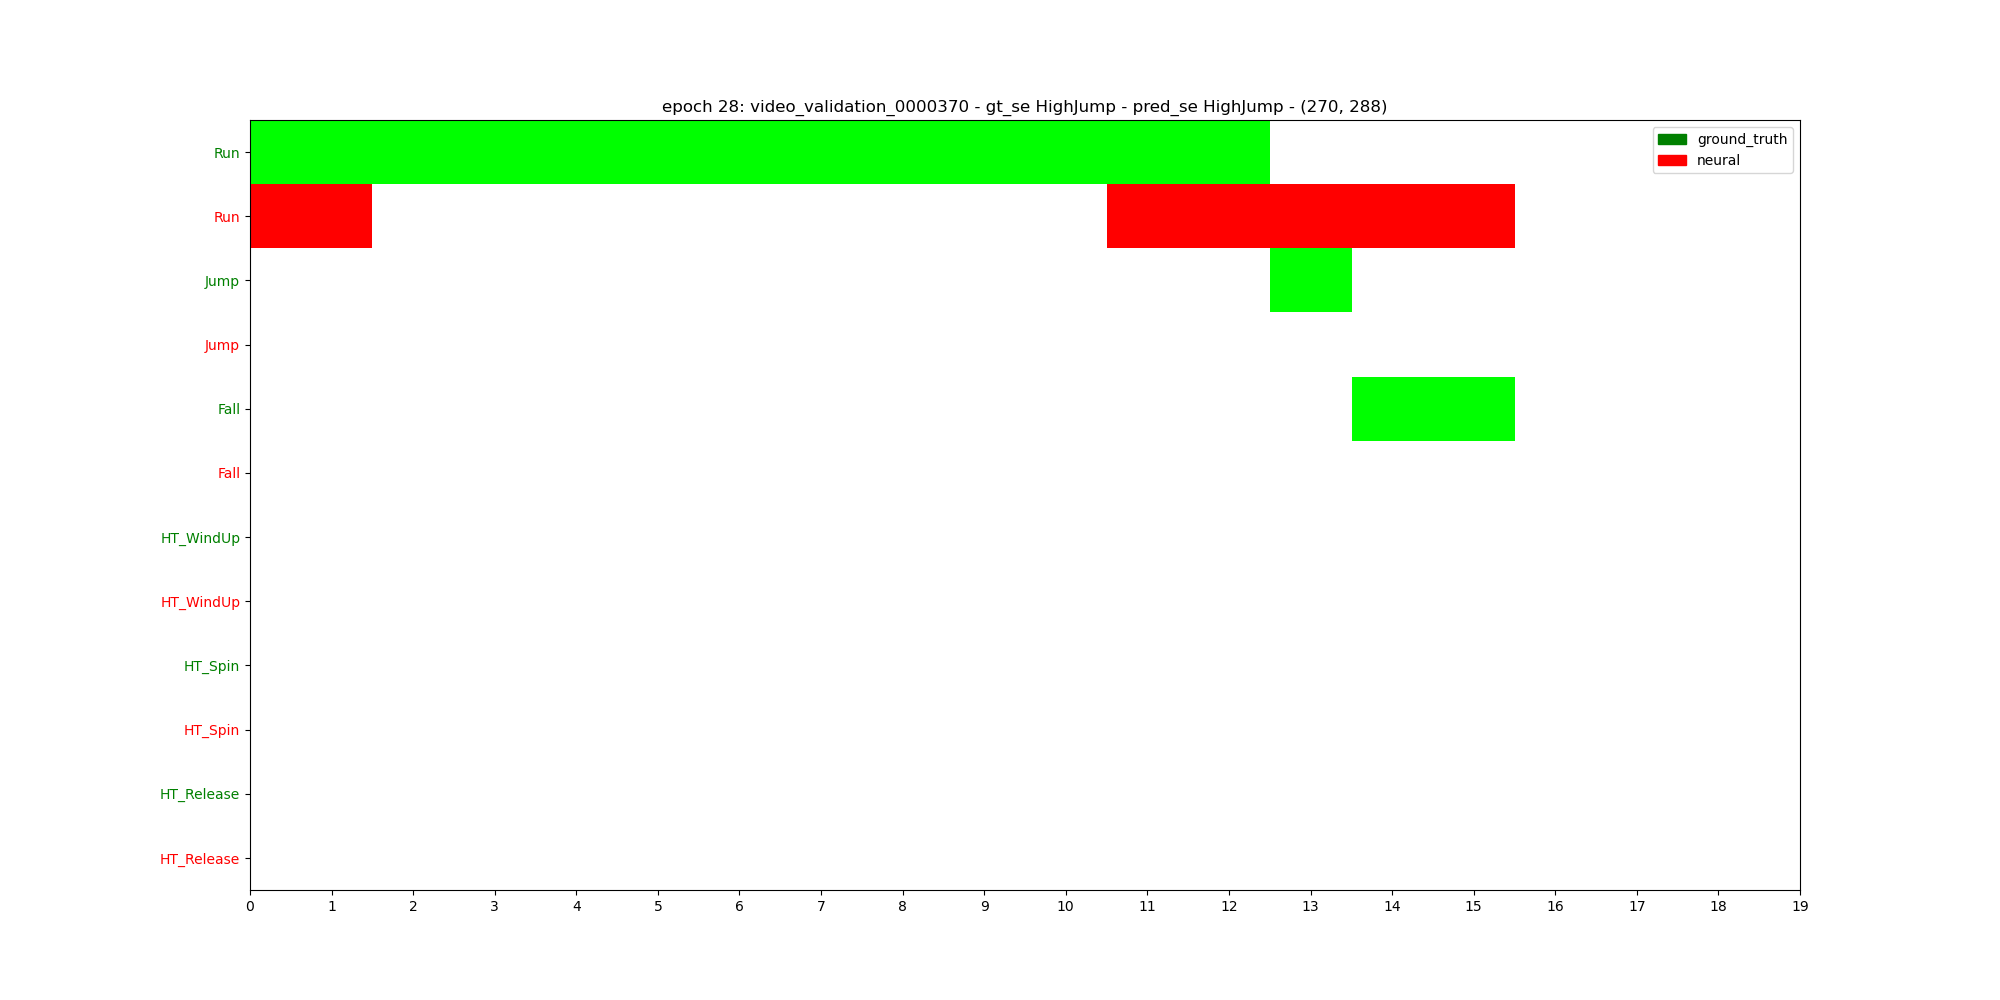 epoch 28: video_validation_0000370 - gt_se HighJump - pred_se HighJump - (270, 288)
ground_truth
neural
Run
Run
Jump
Jump
Fall
Fall
HT_WindUp
HT_WindUp
HT_Spin
HT_Spin
HT_Release
HT_Release
0 1 2 3 4 5 6 7 8 9 10 11 12 13 14 15 16 17 18 19